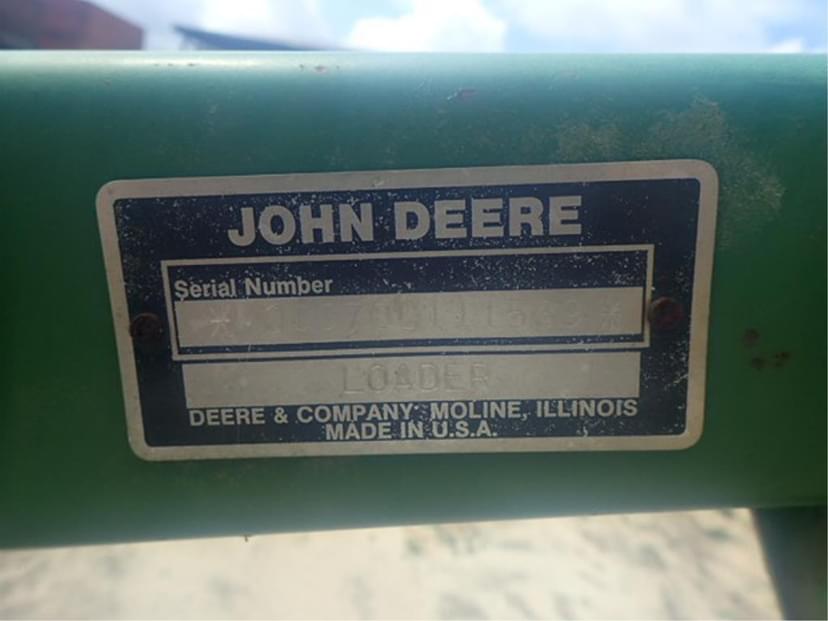 JOHN DEERE
Serial Number
LOADER
DEERE & COMPANY MOLINE, ILLINOIS
MADE IN U.S.A.